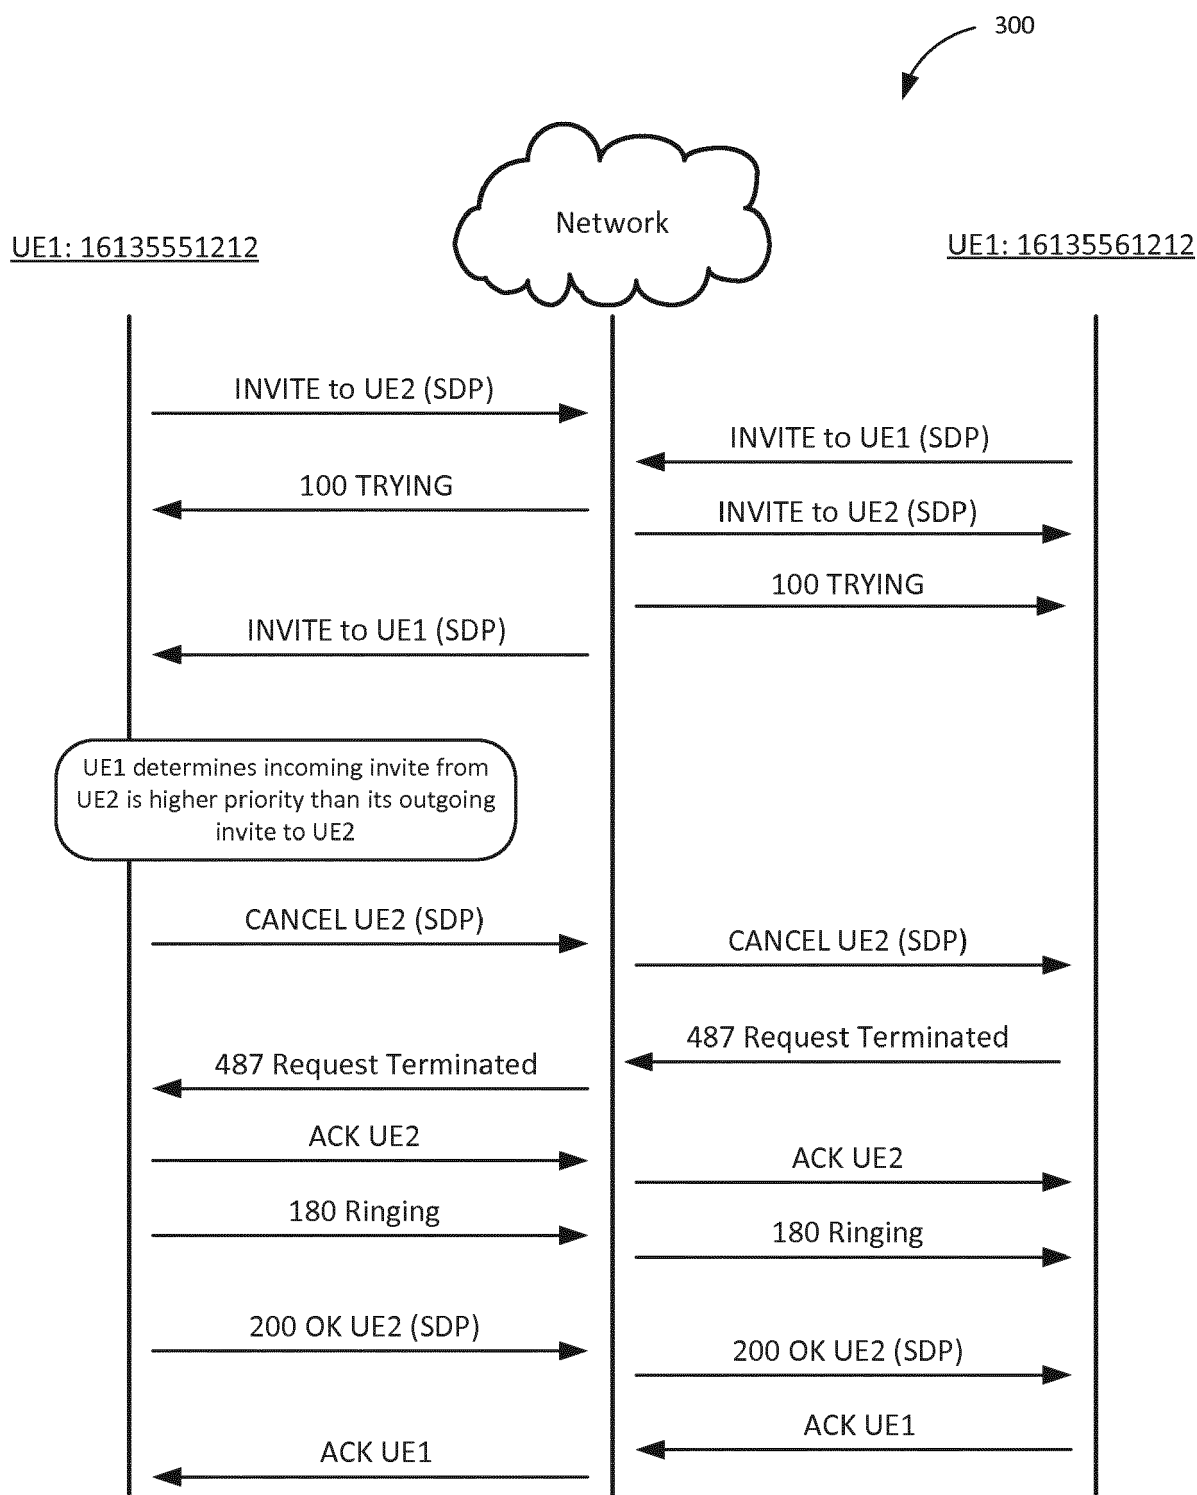 300
Network
UE1: 16135551212
UE1: 16135561212
INVITE to UE2 (SDP)
INVITE to UE1 (SDP)
100 TRYING
INVITE to UE2 (SDP)
100 TRYING
INVITE to UE1 (SDP)
UE1 determines incoming invite from
UE2 is higher priority than its outgoing
invite to UE2
CANCEL UE2 (SDP)
CANCEL UE2 (SDP)
487 Request Terminated
487 Request Terminated
ACK UE2
ACK UE2
180 Ringing
180 Ringing
200 OK UE2 (SDP)
200 OK UE2 (SDP)
ACK UE1
ACK UE1